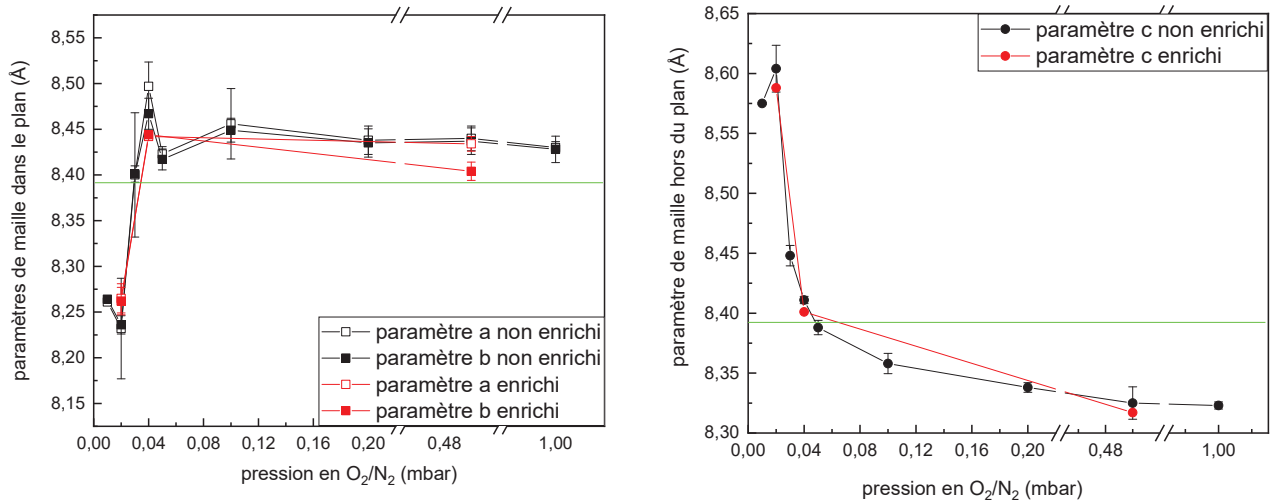 8,55
8,50
8,45
8,40
8,35
8,30
8,25
8,20
8,15
paramètres de maille dans le plan (Å)
paramètre a non enrichi
paramètre b non enrichi
paramètre a enrichi
paramètre b enrichi
0,00 0,04 0,08 0,12 0,16 0,20 0,48 1,00
pression en O₂/N₂ (mbar)
8,65
8,60
8,55
8,50
8,45
8,40
8,35
8,30
paramètre de maille hors du plan (Å)
paramètre c non enrichi
paramètre c enrichi
0,00 0,04 0,08 0,12 0,16 0,20 0,48 1,00
pression en O₂/N₂ (mbar)